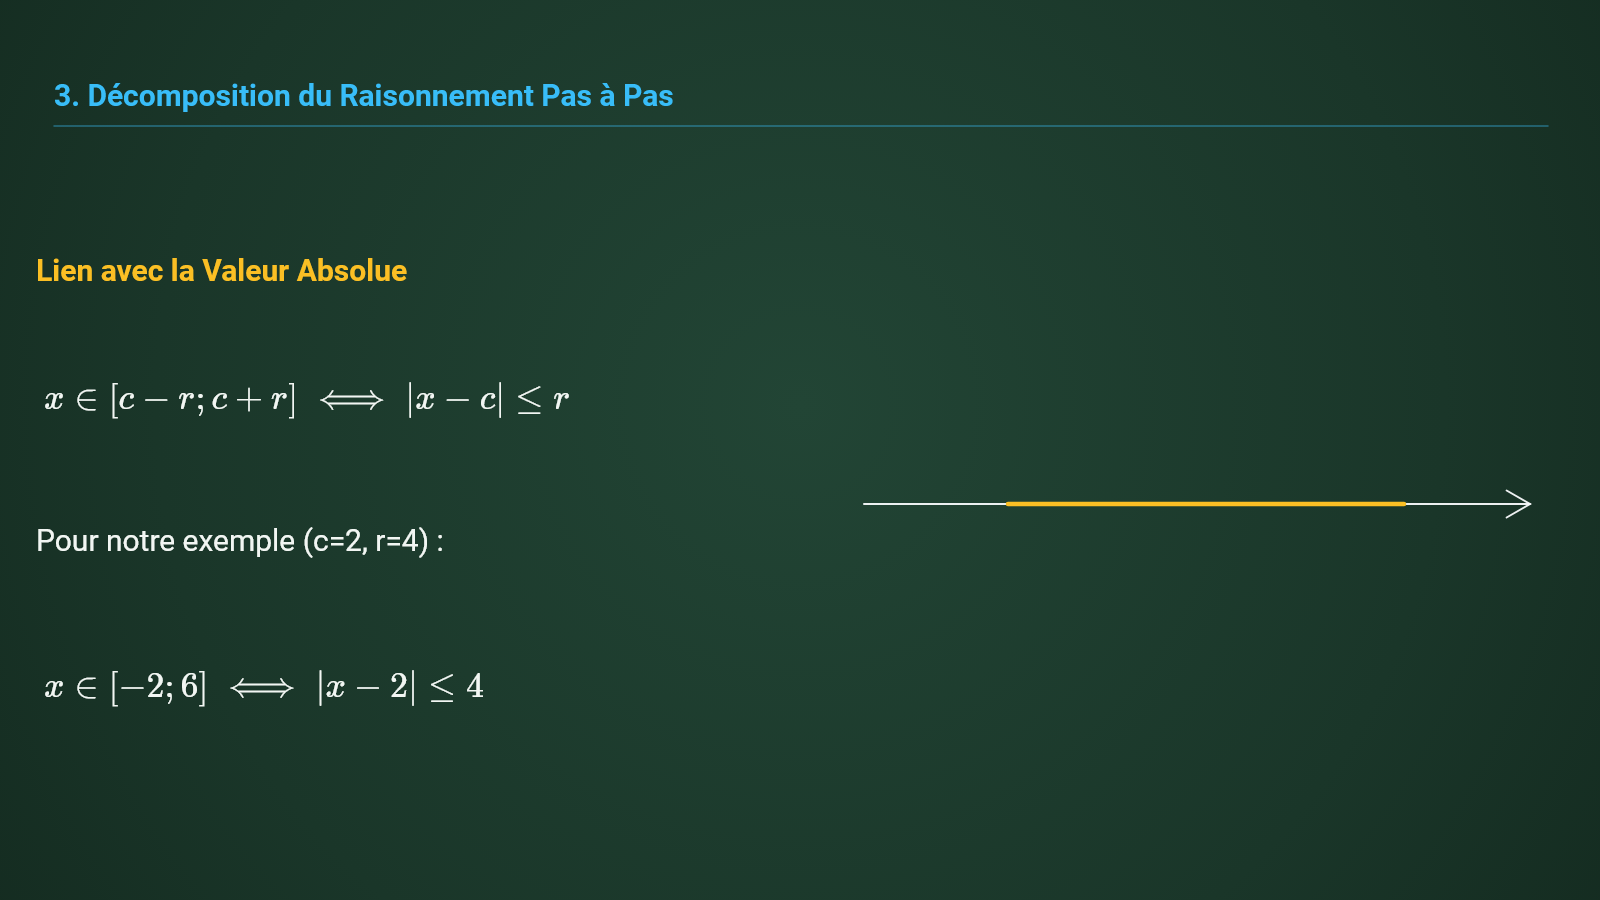 3. Décomposition du Raisonnement Pas à Pas
Lien avec la Valeur Absolue
x ∈ [c − r; c + r] ⟺ |x − c| ≤ r
Pour notre exemple (c=2, r=4) :
x ∈ [−2; 6] ⟺ |x − 2| ≤ 4